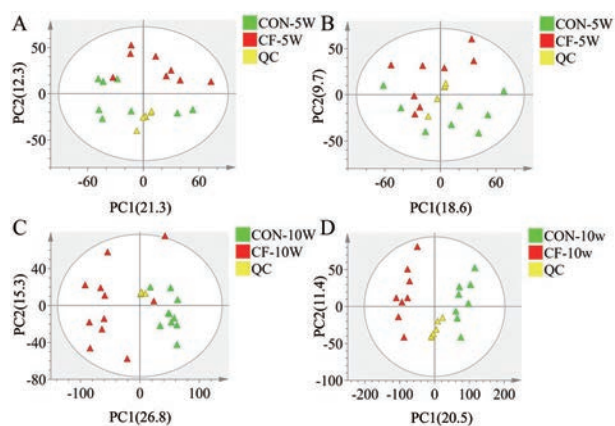 A
CON-5W
CF-5W
QC
PC2(12.3)
50
0
-50
-60
0
60
PC1(21.3)
B
CON-5W
CF-5W
QC
PC2(9.7)
50
0
-50
-60
0
60
PC1(18.6)
C
CON-10W
CF-10W
QC
PC2(15.3)
40
0
-40
-80
-100
0
100
PC1(26.8)
D
CON-10w
CF-10w
QC
PC2(11.4)
100
50
0
-50
-100
-200
-100
0
100
200
PC1(20.5)